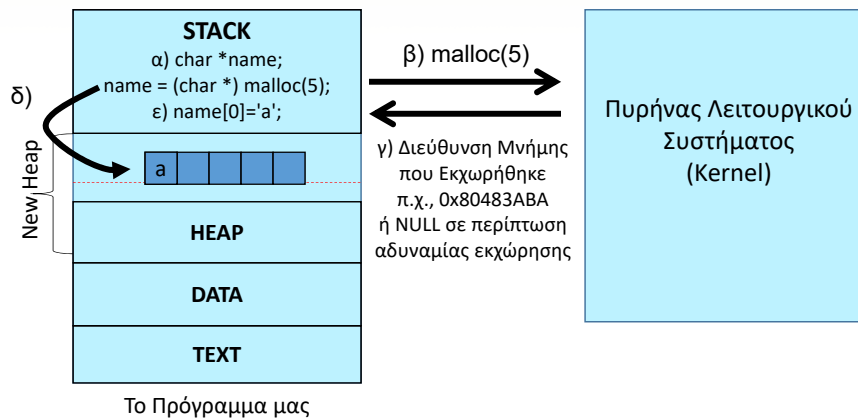 STACK
α) char *name;
name = (char *) malloc(5);
ε) name[0]='a';
δ)
New Heap
a
HEAP
DATA
TEXT
Το Πρόγραμμα μας
β) malloc(5)
γ) Διεύθυνση Μνήμης
που Εκχωρήθηκε
π.χ., 0x80483ABA
ή NULL σε περίπτωση
αδυναμίας εκχώρησης
Πυρήνας Λειτουργικού
Συστήματος
(Kernel)